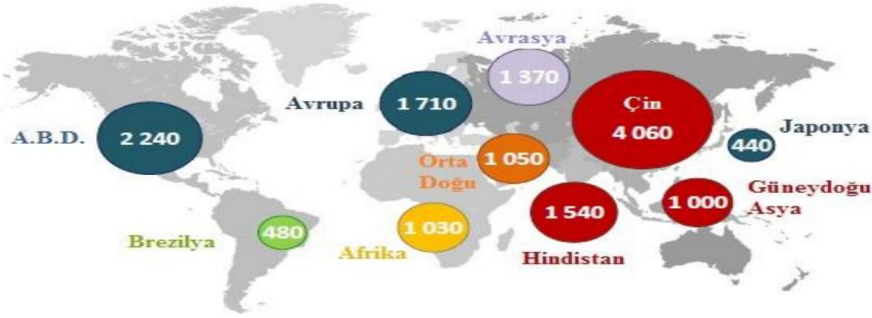 Avrasya
1 370
Avrupa
1 710
Çin
4 060
A.B.D.
2 240
Japonya
440
Orta
Doğu
1 050
Güneydoğu
Asya
1 000
Hindistan
1 540
Afrika
1 030
Brezilya
480